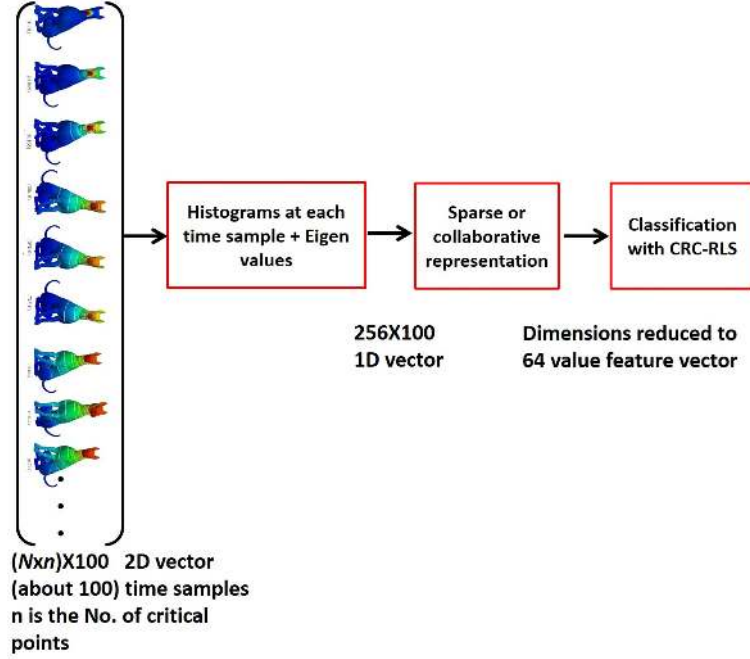 Histograms at each
time sample + Eigen
values
Sparse or
collaborative
representation
Classification
with CRC-RLS
256X100
1D vector
Dimensions reduced to
64 value feature vector
(Nxn)X100 2D vector
(about 100) time samples
n is the No. of critical
points